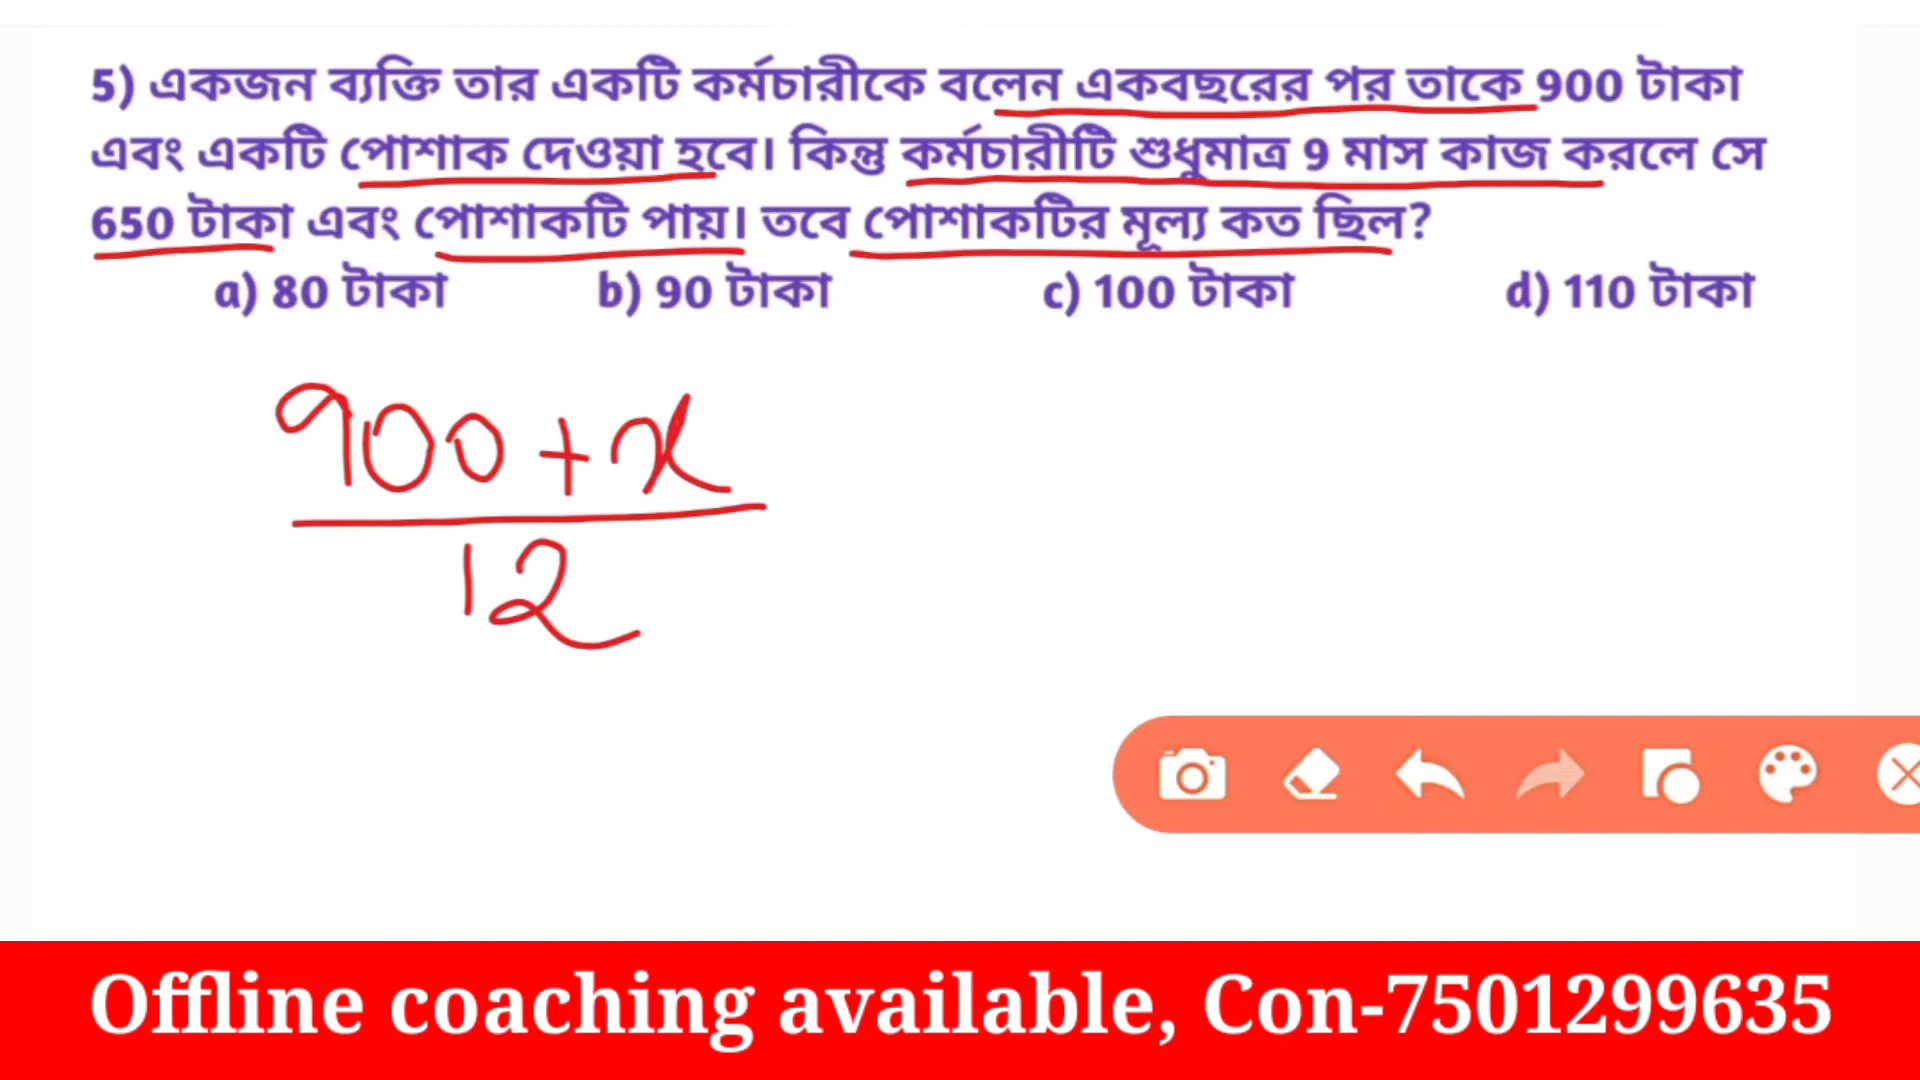 5) একজন ব্যক্তি তার একটি কর্মচারীকে বলেন একবছরের পর তাকে 900 টাকা
এবং একটি পোশাক দেওয়া হবে। কিন্তু কর্মচারীটি শুধুমাত্র 9 মাস কাজ করলে সে
650 টাকা এবং পোশাকটি পায়। তবে পোশাকটির মূল্য কত ছিল?
a) 80 টাকা b) 90 টাকা c) 100 টাকা d) 110 টাকা
900 + x
12
Offline coaching available, Con-7501299635